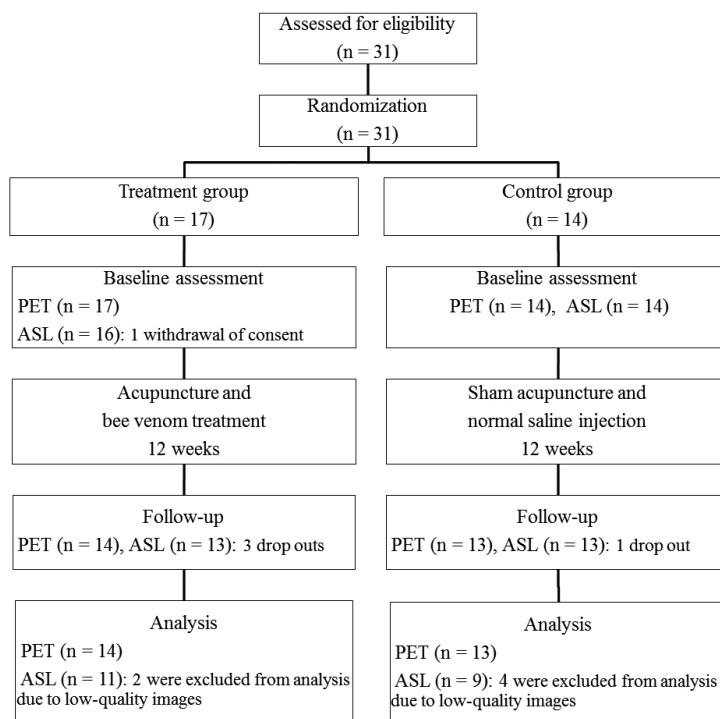 Assessed for eligibility
(n = 31)
Randomization
(n = 31)
Treatment group
(n = 17)
Control group
(n = 14)
Baseline assessment
PET (n = 17)
ASL (n = 16): 1 withdrawal of consent
Baseline assessment
PET (n = 14), ASL (n = 14)
Acupuncture and
bee venom treatment
12 weeks
Sham acupuncture and
normal saline injection
12 weeks
Follow-up
PET (n = 14), ASL (n = 13): 3 drop outs
Follow-up
PET (n = 13), ASL (n = 13): 1 drop out
Analysis
PET (n = 14)
ASL (n = 11): 2 were excluded from analysis
due to low-quality images
Analysis
PET (n = 13)
ASL (n = 9): 4 were excluded from analysis
due to low-quality images